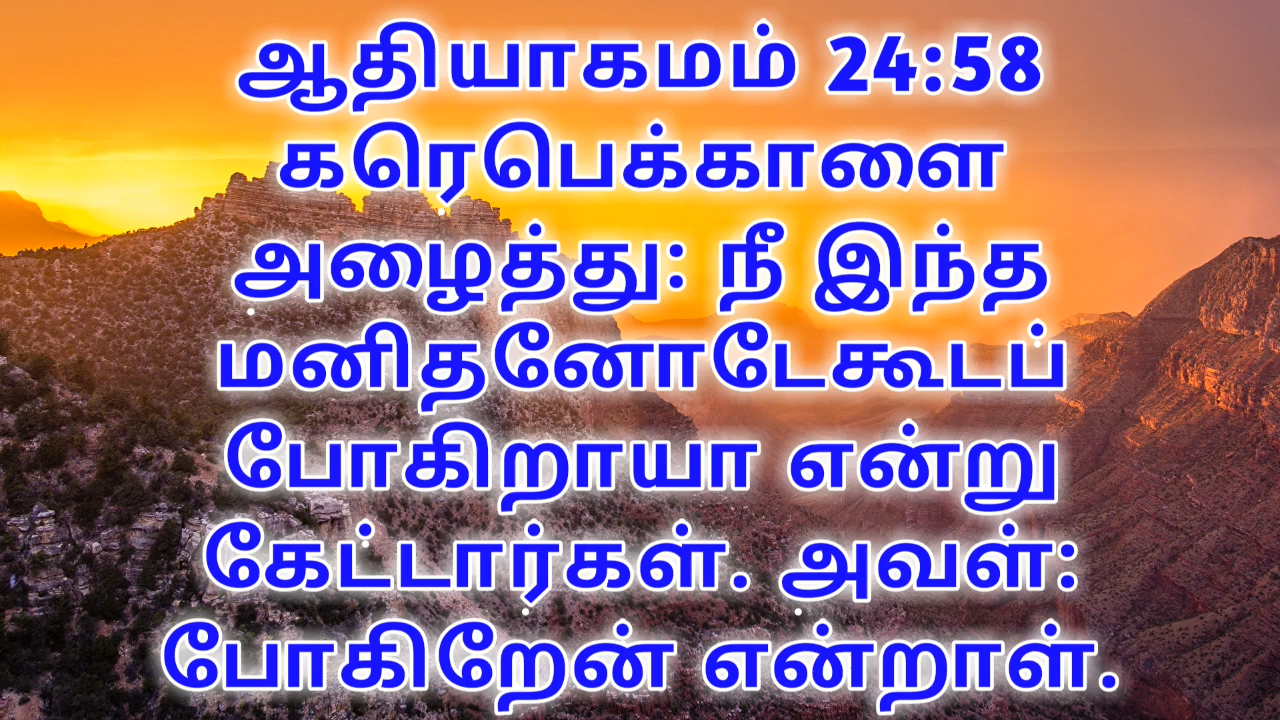 ஆதியாகமம் 24:58
கரெபெக்காளை
அழைத்து: நீ இந்த
மனிதனோடேகூடப்
போகிறாயா என்று
கேட்டார்கள். அவள்:
போகிறேன் என்றாள்.